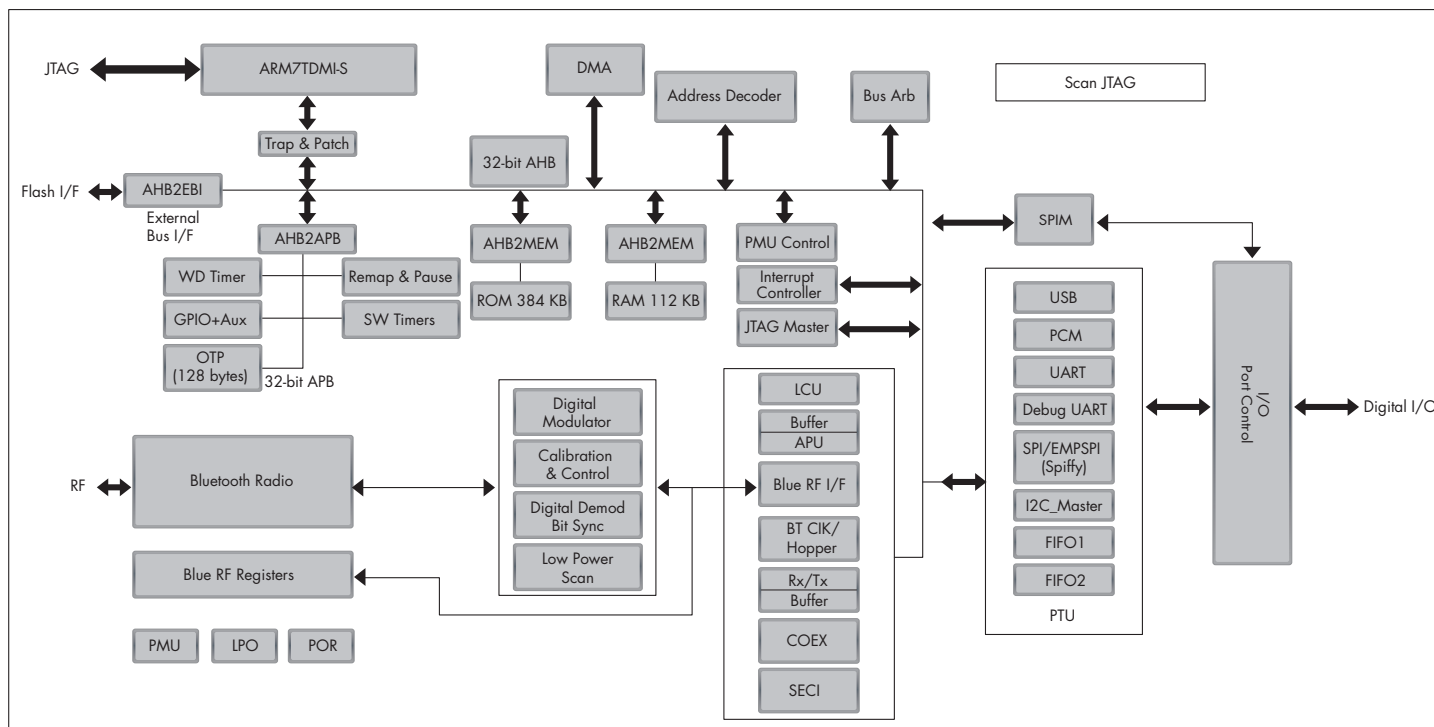 JTAG
ARM7TDMI-S
DMA
Address Decoder
Bus Arb
Scan JTAG
Trap & Patch
32-bit AHB
Flash I/F
AHB2EBI
External
Bus I/F
AHB2APB
AHB2MEM
AHB2MEM
PMU Control
SPIM
WD Timer
Remap & Pause
ROM 384 KB
RAM 112 KB
Interrupt
Controller
GPIO+Aux
SW Timers
JTAG Master
OTP
(128 bytes)
32-bit APB
USB
PCM
UART
Debug UART
SPI/EMPSPI
(Spiffy)
I2C_Master
FIFO1
FIFO2
PTU
I/O
Port Control
Digital I/O
LCU
Buffer
APU
Blue RF I/F
BT ClK/
Hopper
Rx/Tx
Buffer
COEX
SECI
Digital
Modulator
Calibration
& Control
Digital Demod
Bit Sync
Low Power
Scan
RF
Bluetooth Radio
Blue RF Registers
PMU
LPO
POR